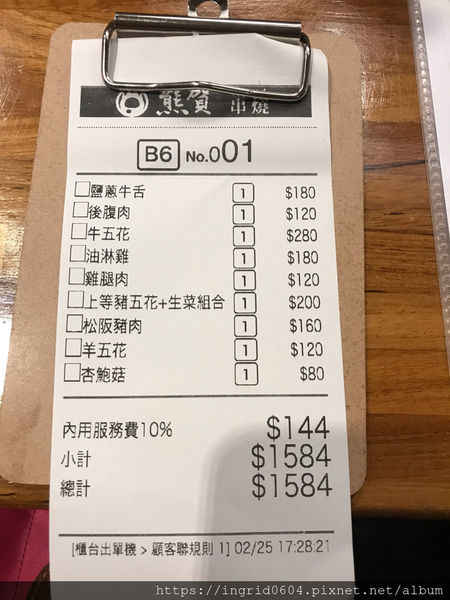 熊賀
串燒
B6 No.001
鹽蔥牛舌 1 $180
後腹肉 1 $120
牛五花 1 $280
油淋雞 1 $180
雞腿肉 1 $120
上等豬五花+生菜組合 1 $200
松阪豬肉 1 $160
羊五花 1 $120
杏鮑菇 1 $80
內用服務費10% $144
小計 $1584
總計 $1584
[櫃台出單機 > 顧客聯規則 1] 02/25 17:28:21
https://ingrid0604.pixnet.net/album